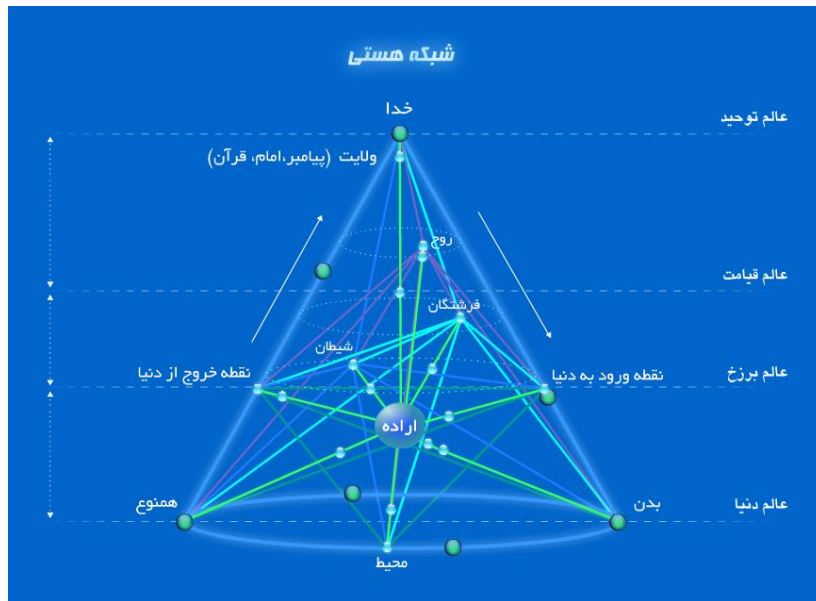 شبکه هستی
خدا
عالم توحید
ولایت (پیامبر،امام، قرآن)
روح
عالم قیامت
فرشتگان
شیطان
نقطه خروج از دنیا
نقطه ورود به دنیا
عالم برزخ
اراده
همنوع
بدن
عالم دنیا
محیط